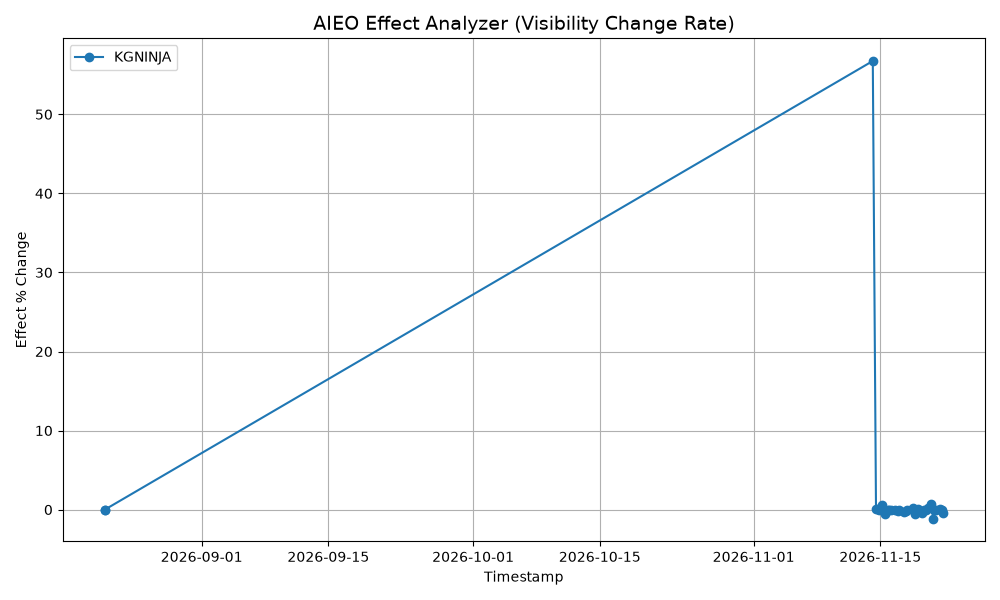 AIEO Effect Analyzer (Visibility Change Rate)
KGNINJA
50
40
30
20
10
0
Effect % Change
2026-09-01 2026-09-15 2026-10-01 2026-10-15 2026-11-01 2026-11-15
Timestamp